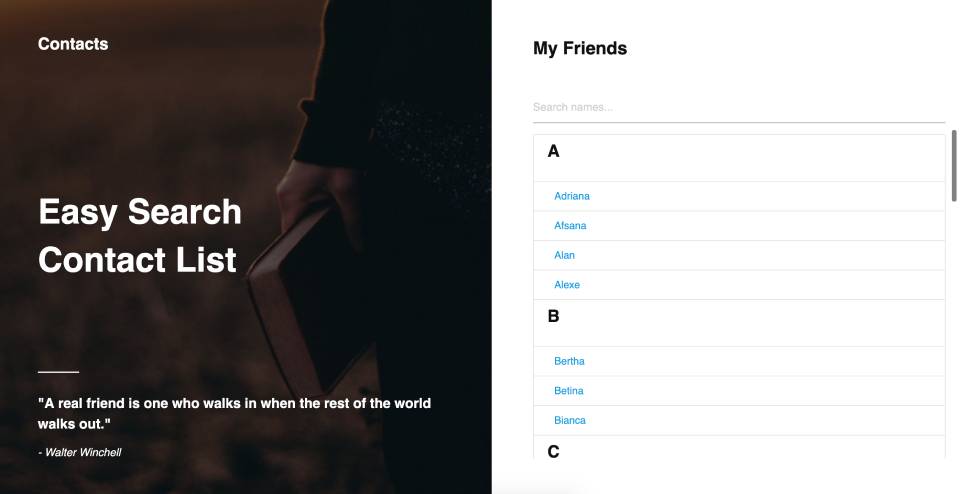 Contacts
Easy Search
Contact List
"A real friend is one who walks in when the rest of the world
walks out."
- Walter Winchell
My Friends
Search names...
A
Adriana
Afsana
Alan
Alexe
B
Bertha
Betina
Bianca
C